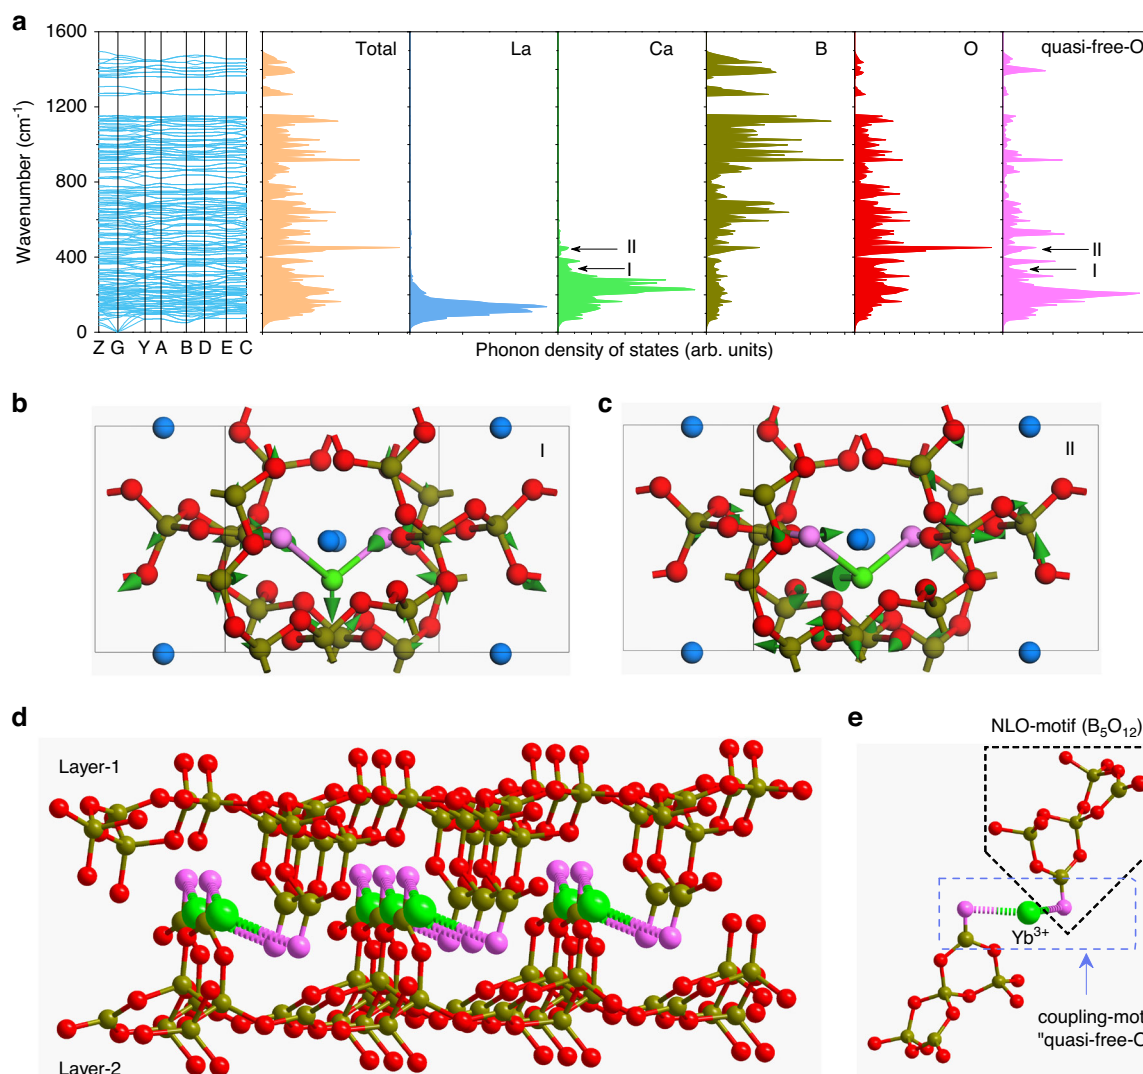 a
1600
1200
800
400
0
Wavenumber (cm⁻¹)
Total
La
Ca
B
O
quasi-free-O
II
I
II
I
Z G Y A B D E C
Phonon density of states (arb. units)
b
I
c
II
d
Layer-1
Layer-2
e
NLO-motif (B₅O₁₂)
Yb³⁺
coupling-mot
"quasi-free-O